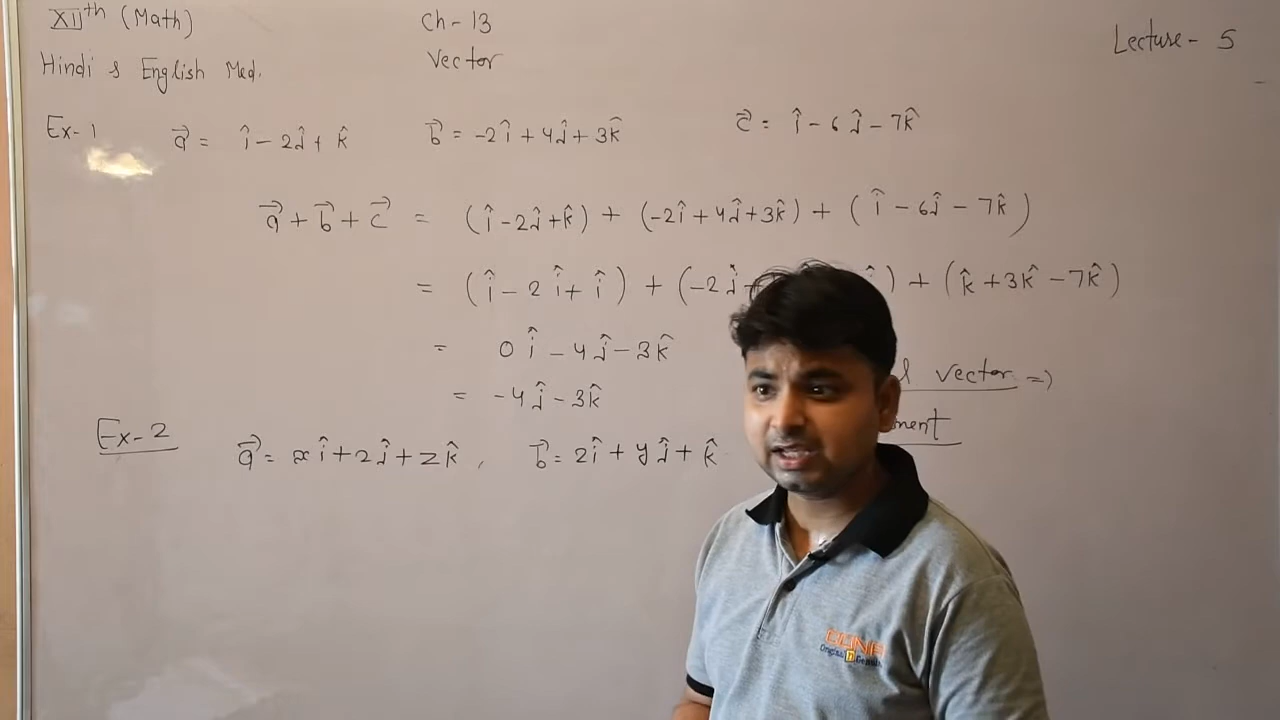 XIIth (Math)
Ch - 13
Lecture - 5
Hindi & English Med.
Vector
Ex-1 a⃗ = î - 2ĵ + k̂ b⃗ = -2î + 4ĵ + 3k̂ c⃗ = î - 6ĵ - 7k̂
a⃗ + b⃗ + c⃗ = (î - 2ĵ + k̂) + (-2î + 4ĵ + 3k̂) + (î - 6ĵ - 7k̂)
= (î - 2î + î) + (-2ĵ + ) + (k̂ + 3k̂ - 7k̂)
= 0î - 4ĵ - 3k̂
vector =>
= -4ĵ - 3k̂
Ex-2 a⃗ = xî + 2ĵ + zk̂, b⃗ = 2î + yĵ + k̂
Original